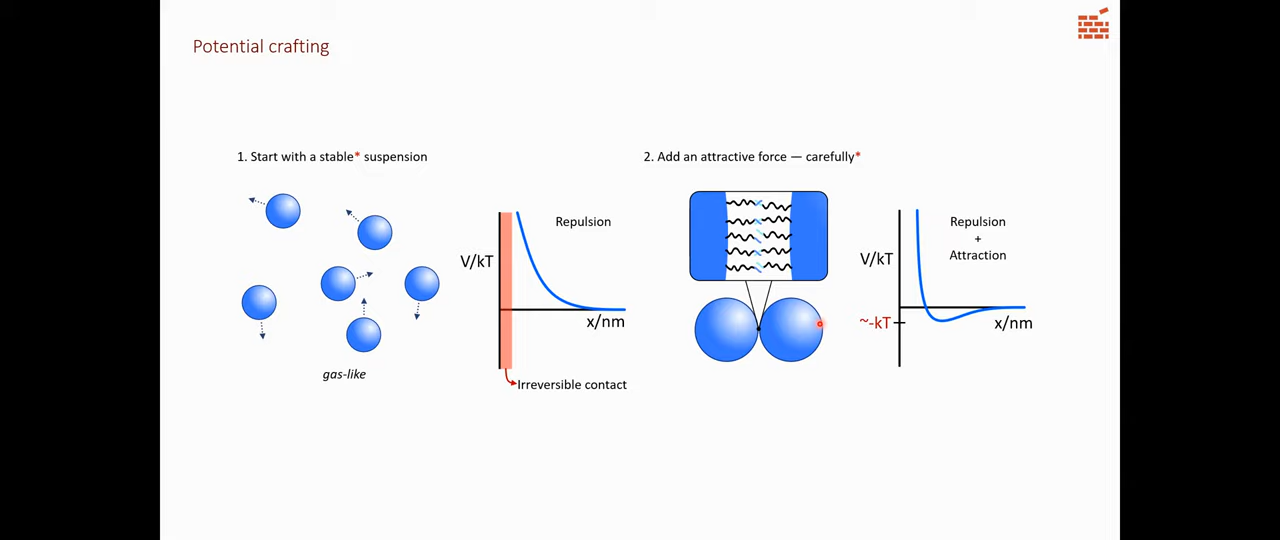 Potential crafting
1. Start with a stable* suspension
Repulsion
V/kT
x/nm
gas-like
Irreversible contact
2. Add an attractive force — carefully*
Repulsion
+
Attraction
V/kT
~-kT
x/nm